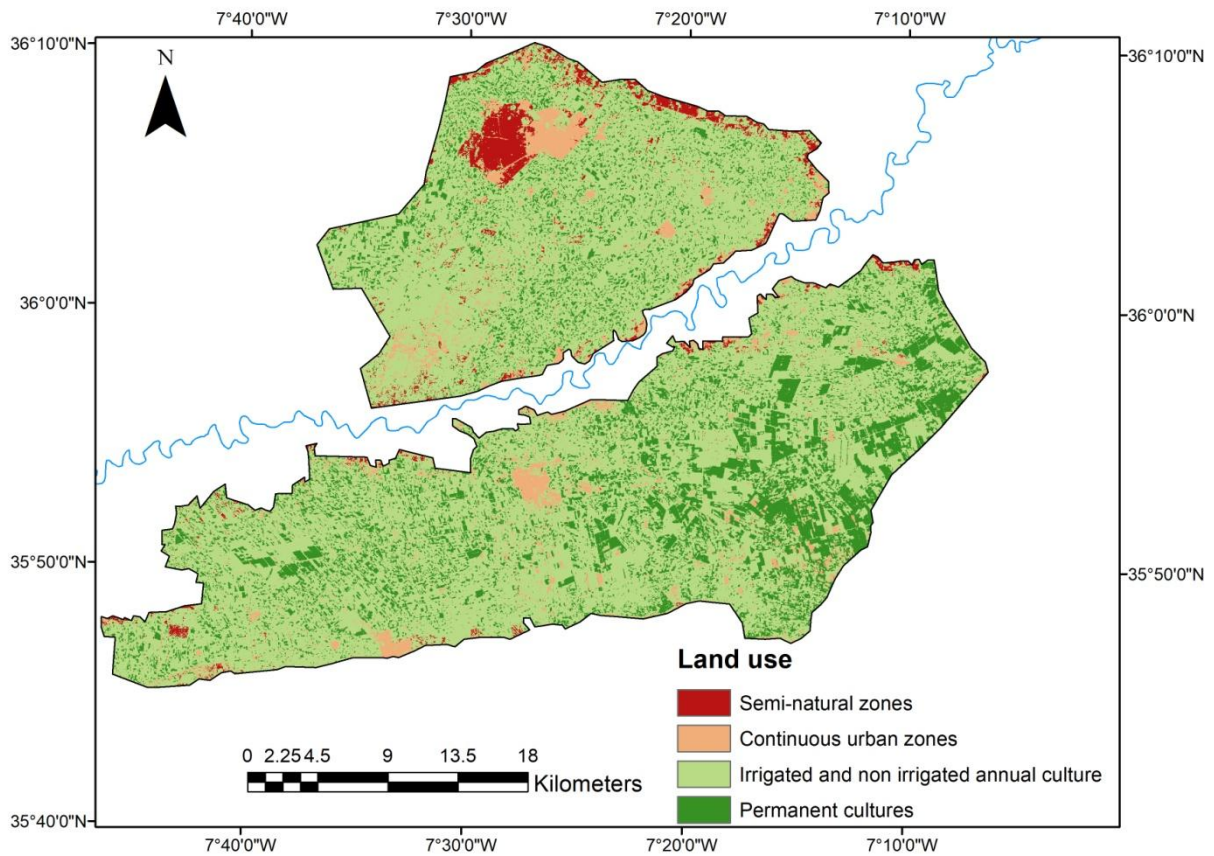 7°40'0"W 7°30'0"W 7°20'0"W 7°10'0"W
36°10'0"N 36°10'0"N
N
36°0'0"N 36°0'0"N
35°50'0"N 35°50'0"N
Land use
Semi-natural zones
Continuous urban zones
Irrigated and non irrigated annual culture
Permanent cultures
0 2.25 4.5 9 13.5 18
Kilometers
35°40'0"N
7°40'0"W 7°30'0"W 7°20'0"W 7°10'0"W